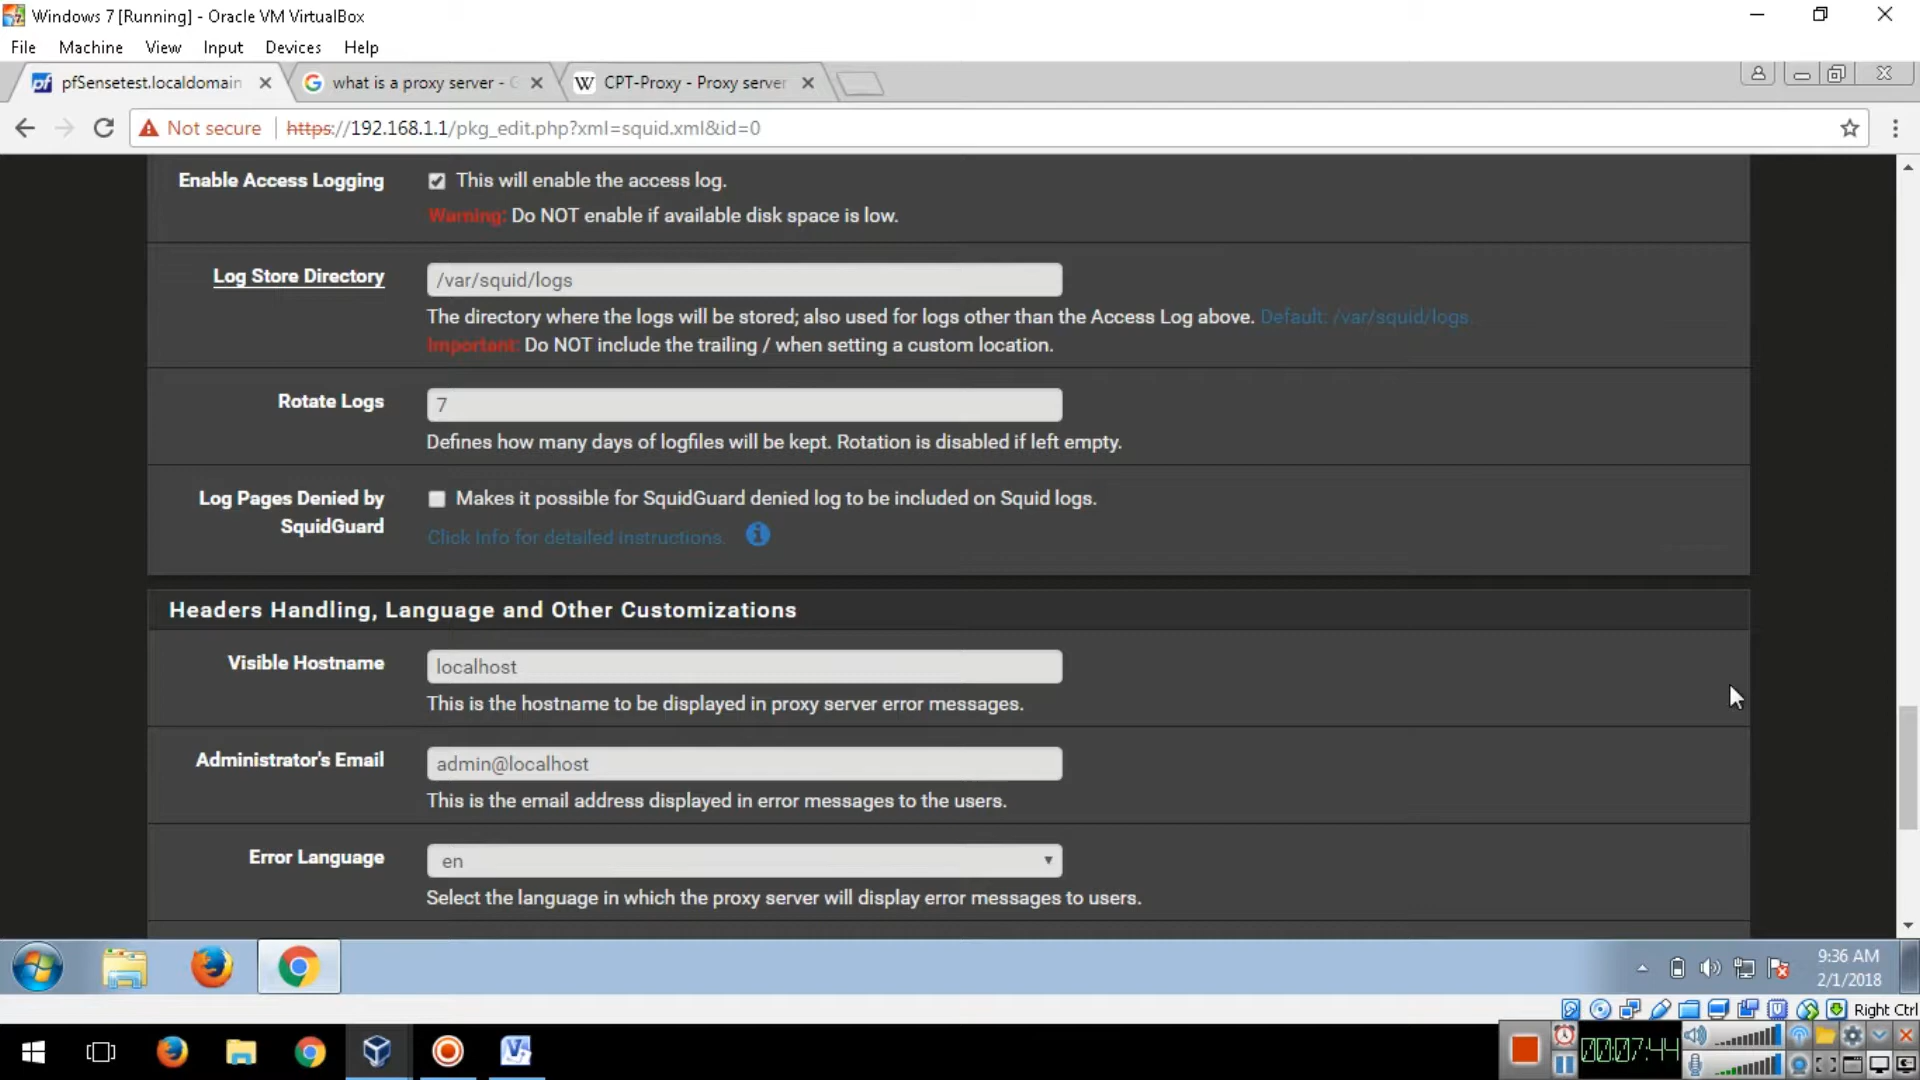 Windows 7 [Running] - Oracle VM VirtualBox
File Machine View Input Devices Help
pfSensetest.localdomain
what is a proxy server - G
CPT-Proxy - Proxy server
Not secure https://192.168.1.1/pkg_edit.php?xml=squid.xml&id=0
Enable Access Logging
This will enable the access log.
Warning: Do NOT enable if available disk space is low.
Log Store Directory
/var/squid/logs
The directory where the logs will be stored; also used for logs other than the Access Log above. Default: /var/squid/logs.
Important: Do NOT include the trailing / when setting a custom location.
Rotate Logs
7
Defines how many days of logfiles will be kept. Rotation is disabled if left empty.
Log Pages Denied by
SquidGuard
Makes it possible for SquidGuard denied log to be included on Squid logs.
Click Info for detailed instructions.
Headers Handling, Language and Other Customizations
Visible Hostname
localhost
This is the hostname to be displayed in proxy server error messages.
Administrator's Email
admin@localhost
This is the email address displayed in error messages to the users.
Error Language
en
Select the language in which the proxy server will display error messages to users.
9:36 AM
2/1/2018
Right Ctrl
00:07:44